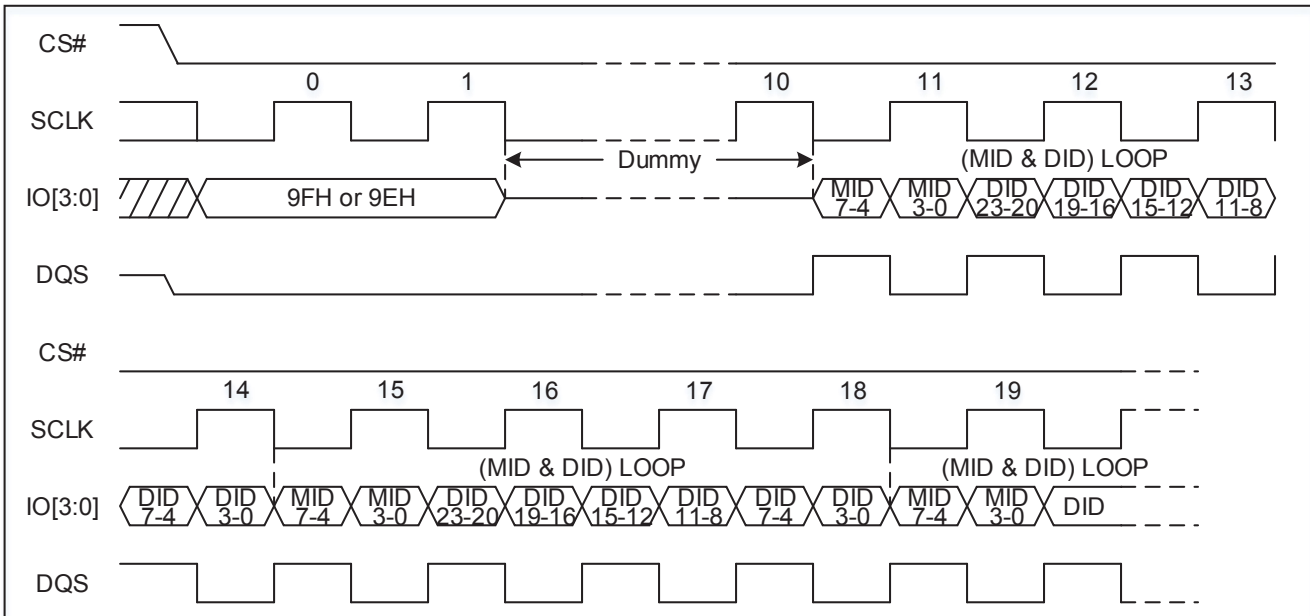 CS#
0 1 10 11 12 13
SCLK
Dummy (MID & DID) LOOP
IO[3:0] 9FH or 9EH MID 7-4 MID 3-0 DID 23-20 DID 19-16 DID 15-12 DID 11-8
DQS
CS#
14 15 16 17 18 19
SCLK
(MID & DID) LOOP (MID & DID) LOOP
IO[3:0] DID 7-4 DID 3-0 MID 7-4 MID 3-0 DID 23-20 DID 19-16 DID 15-12 DID 11-8 DID 7-4 DID 3-0 MID 7-4 MID 3-0 DID
DQS